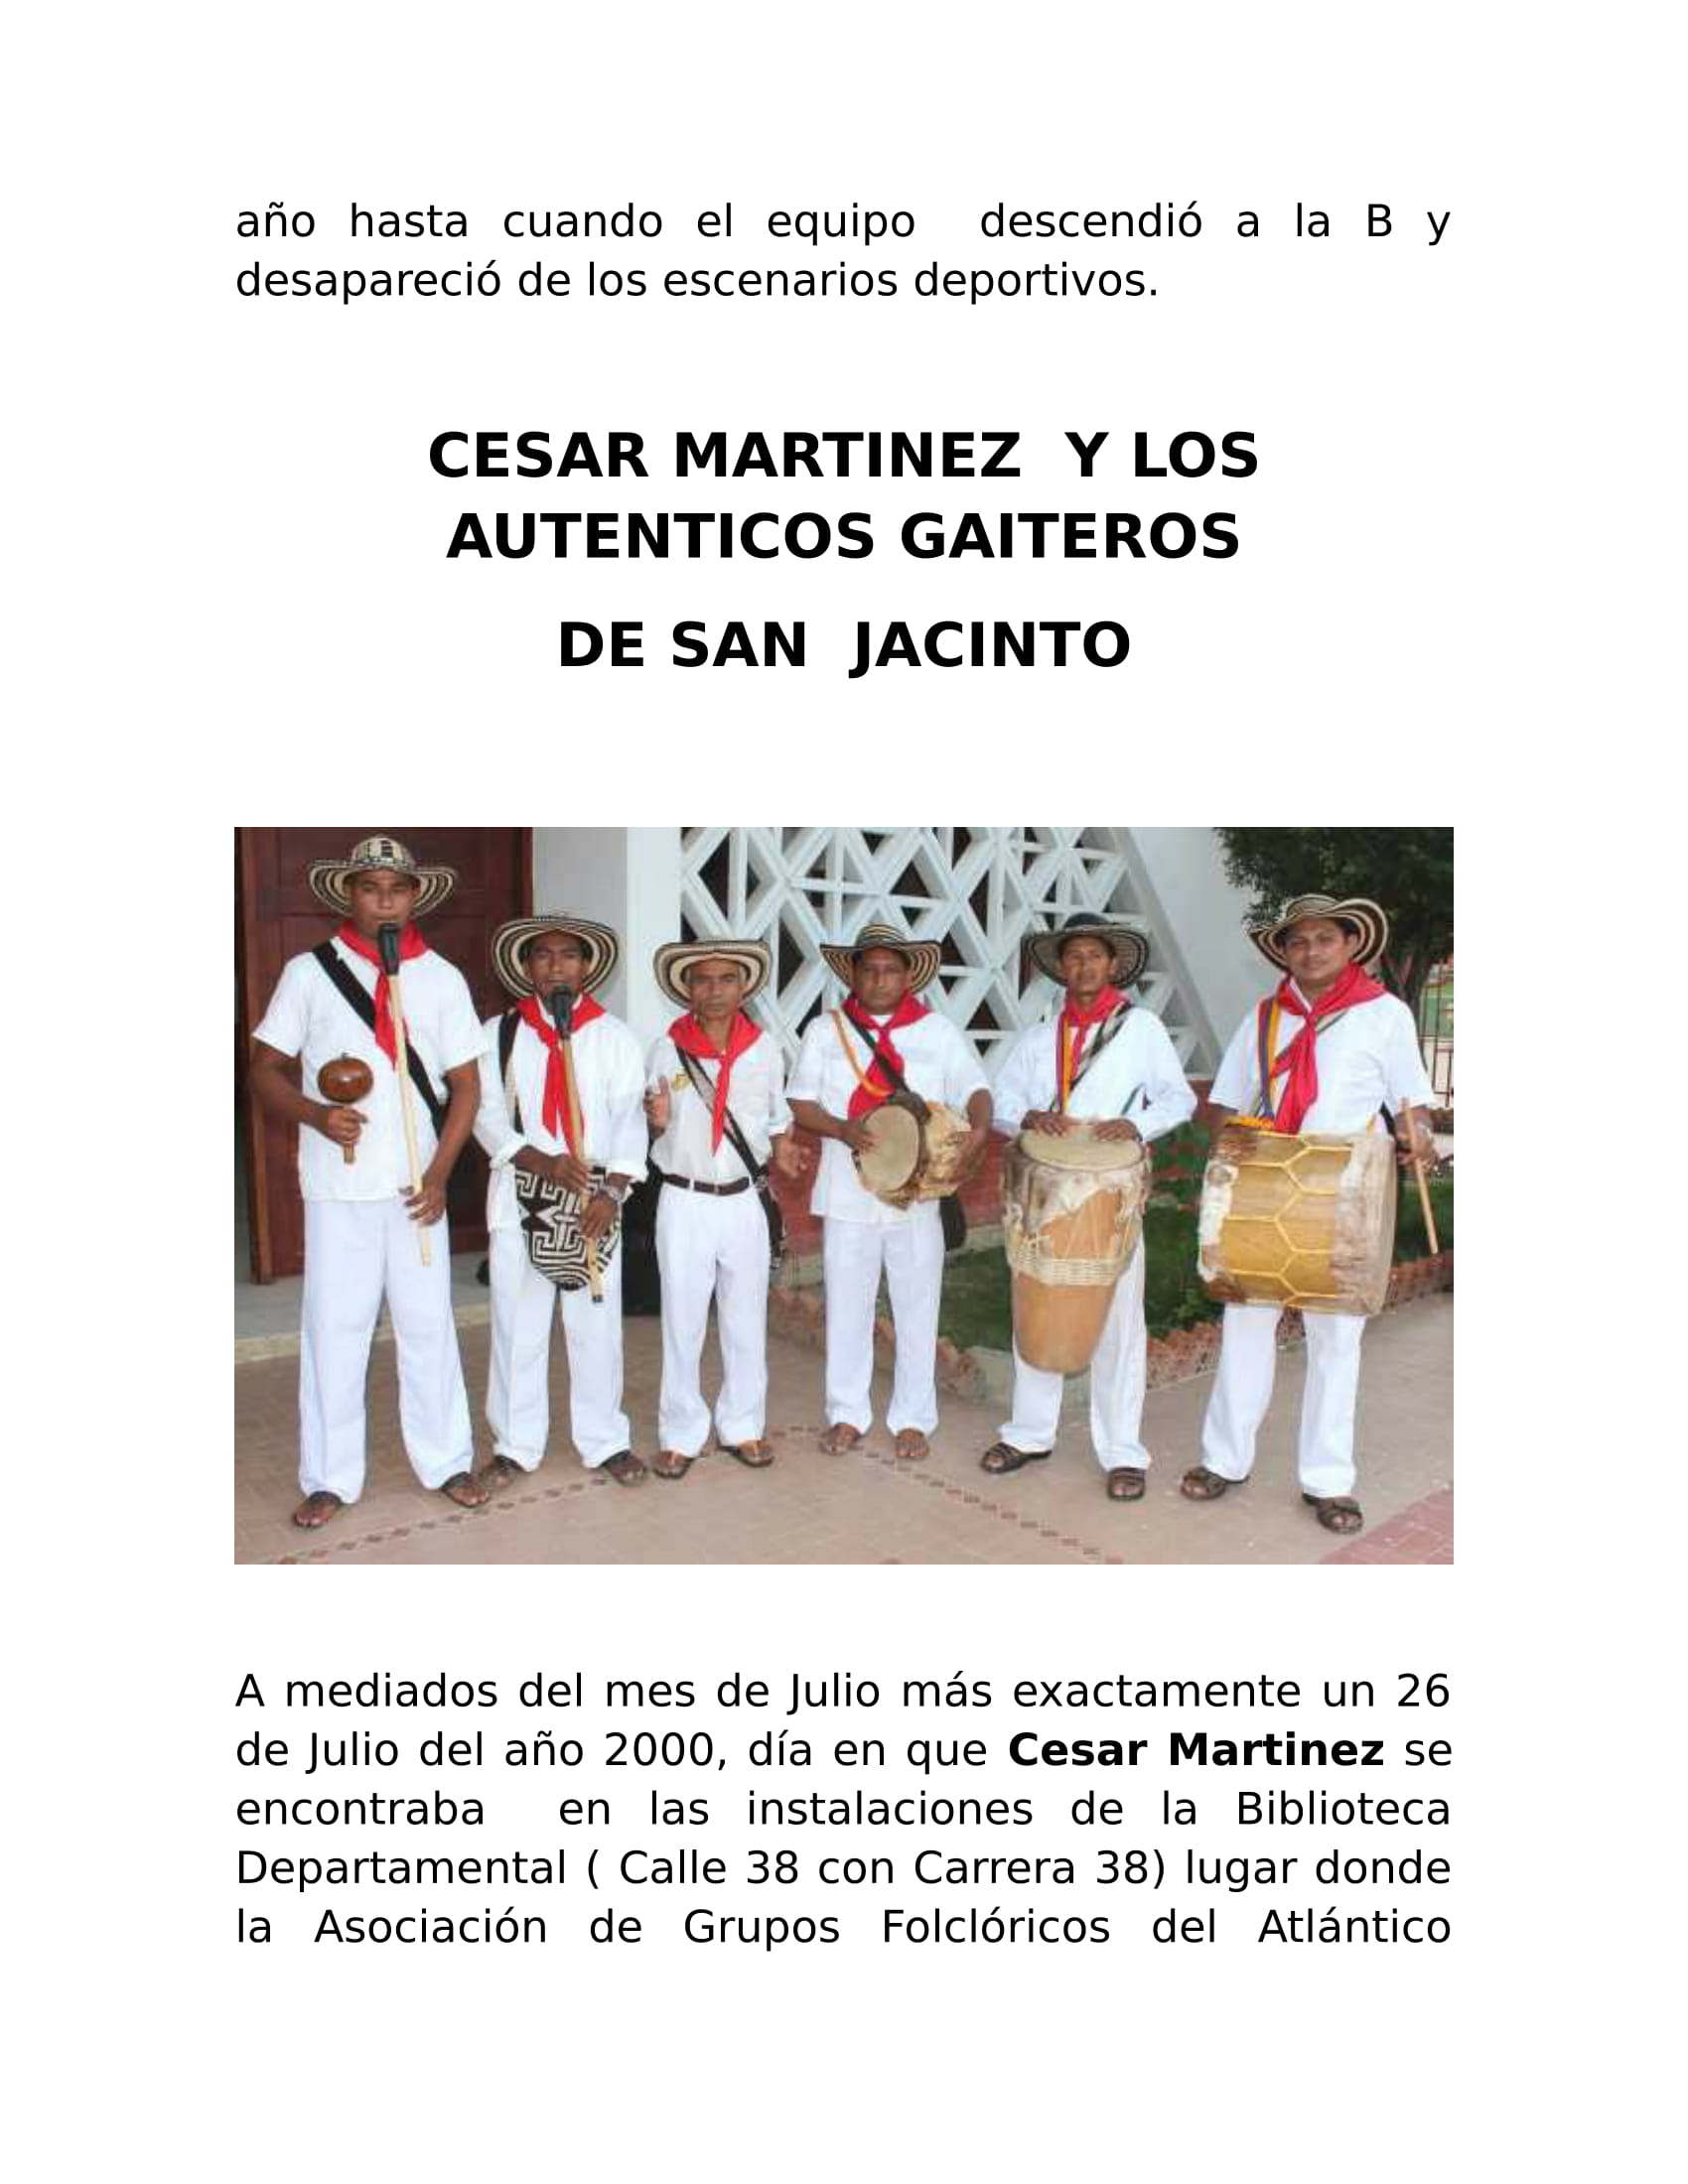 año hasta cuando el equipo  descendió a la B y
desapareció de los escenarios deportivos.
CESAR MARTINEZ  Y LOS
AUTENTICOS GAITEROS
DE SAN  JACINTO
A mediados del mes de Julio más exactamente un 26
de Julio del año 2000, día en que Cesar Martinez se
encontraba  en las instalaciones de la Biblioteca
Departamental ( Calle 38 con Carrera 38) lugar donde
la Asociación de Grupos Folclóricos del Atlántico